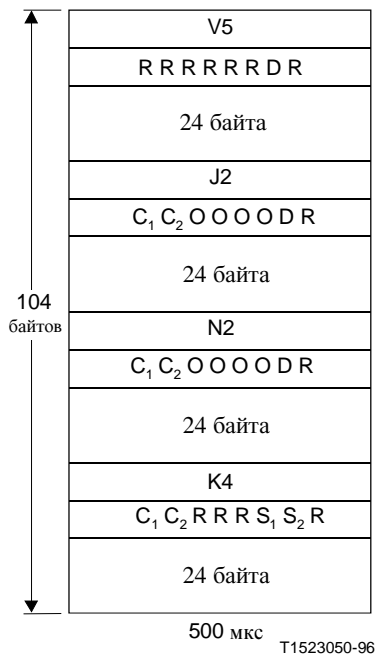 V5
R R R R R R D R
24 байта
J2
C₁ C₂ O O O O D R
24 байта
104
байтов
N2
C₁ C₂ O O O O D R
24 байта
K4
C₁ C₂ R R R S₁ S₂ R
24 байта
500 мкс
T1523050-96